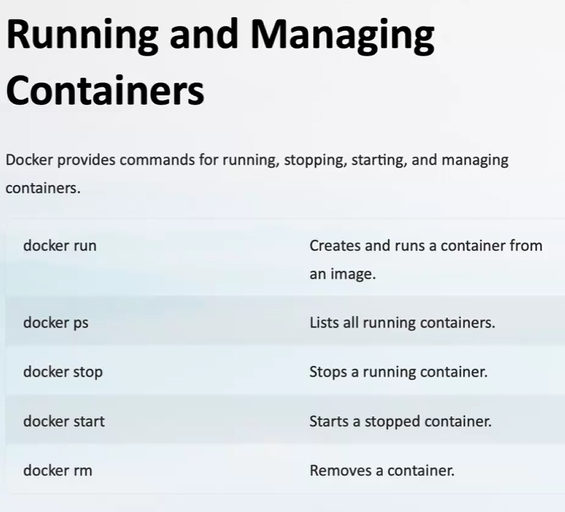 Running and Managing
Containers
Docker provides commands for running, stopping, starting, and managing
containers.
docker run Creates and runs a container from
an image.
docker ps Lists all running containers.
docker stop Stops a running container.
docker start Starts a stopped container.
docker rm Removes a container.